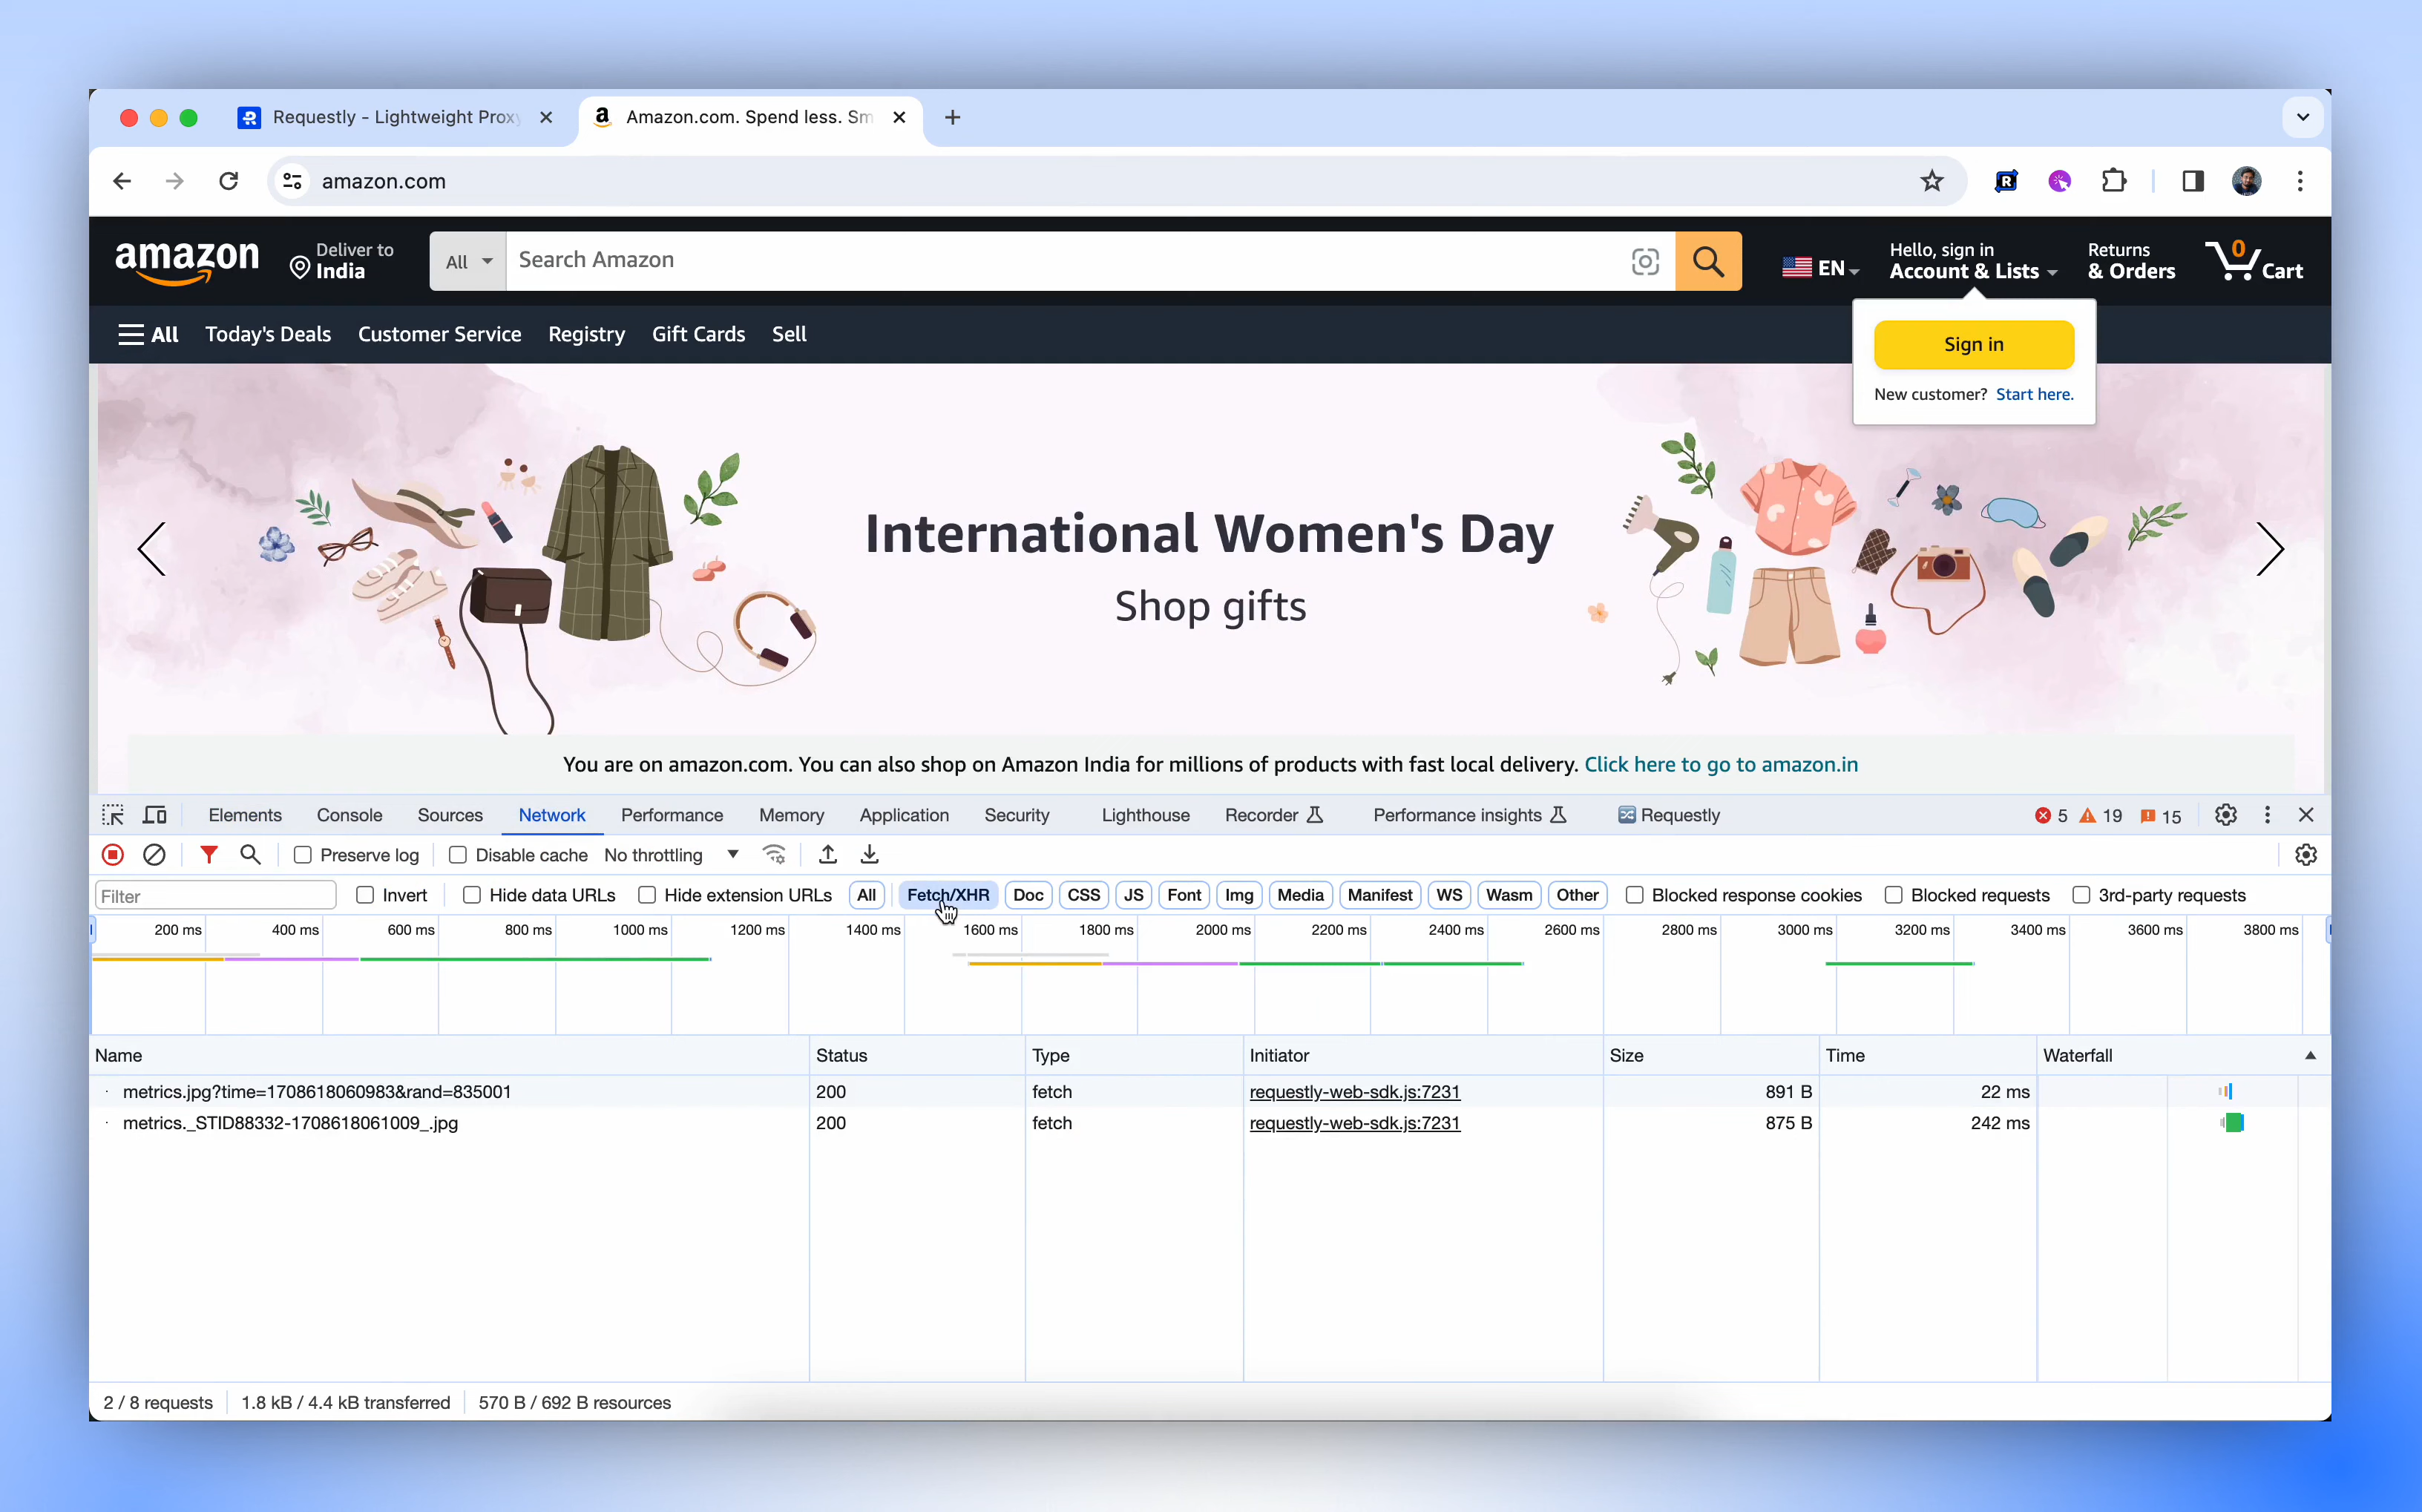 Requestly - Lightweight Proxy
Amazon.com. Spend less. Sm
amazon.com
amazon
Deliver to
India
All
Search Amazon
EN
Hello, sign in
Account & Lists
Returns
& Orders
0
Cart
All
Today's Deals
Customer Service
Registry
Gift Cards
Sell
Sign in
New customer? Start here.
International Women's Day
Shop gifts
You are on amazon.com. You can also shop on Amazon India for millions of products with fast local delivery. Click here to go to amazon.in
Elements
Console
Sources
Network
Performance
Memory
Application
Security
Lighthouse
Recorder
Performance insights
Requestly
5
19
15
Preserve log
Disable cache
No throttling
Filter
Invert
Hide data URLs
Hide extension URLs
All
Fetch/XHR
Doc
CSS
JS
Font
Img
Media
Manifest
WS
Wasm
Other
Blocked response cookies
Blocked requests
3rd-party requests
200 ms
400 ms
600 ms
800 ms
1000 ms
1200 ms
1400 ms
1600 ms
1800 ms
2000 ms
2200 ms
2400 ms
2600 ms
2800 ms
3000 ms
3200 ms
3400 ms
3600 ms
3800 ms
Name
Status
Type
Initiator
Size
Time
Waterfall
metrics.jpg?time=1708618060983&rand=835001
200
fetch
requestly-web-sdk.js:7231
891 B
22 ms
metrics._STID88332-1708618061009_.jpg
200
fetch
requestly-web-sdk.js:7231
875 B
242 ms
2 / 8 requests
1.8 kB / 4.4 kB transferred
570 B / 692 B resources